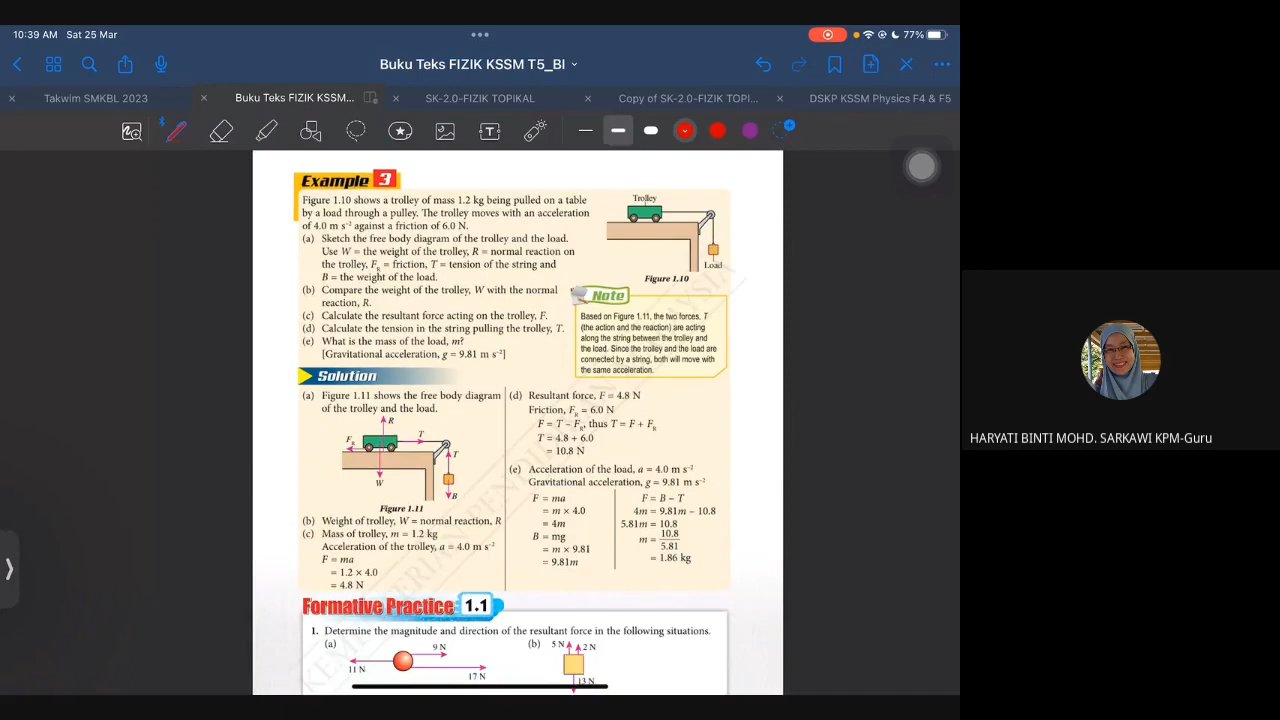 10:39 AM Sat 25 Mar
77%
Buku Teks FIZIK KSSM T5_BI
Takwim SMKBL 2023
Buku Teks FIZIK KSSM...
SK-2.0-FIZIK TOPIKAL
Copy of SK-2.0-FIZIK TOPI...
DSKP KSSM Physics F4 & F5
Example 3
Figure 1.10 shows a trolley of mass 1.2 kg being pulled on a table
by a load through a pulley. The trolley moves with an acceleration
of 4.0 m s⁻² against a friction of 6.0 N.
(a) Sketch the free body diagram of the trolley and the load.
Use W = the weight of the trolley, R = normal reaction on
the trolley, F_R = friction, T = tension of the string and
B = the weight of the load.
(b) Compare the weight of the trolley, W with the normal
reaction, R.
(c) Calculate the resultant force acting on the trolley, F.
(d) Calculate the tension in the string pulling the trolley, T.
(e) What is the mass of the load, m?
[Gravitational acceleration, g = 9.81 m s⁻²]
Trolley
Load
Figure 1.10
Note
Based on Figure 1.11, the two forces, T
(the action and the reaction) are acting
along the string between the trolley and
the load. Since the trolley and the load are
connected by a string, both will move with
the same acceleration.
Solution
(a) Figure 1.11 shows the free body diagram
of the trolley and the load.
R
F_R
T
T
W
B
Figure 1.11
(b) Weight of trolley, W = normal reaction, R
(c) Mass of trolley, m = 1.2 kg
Acceleration of the trolley, a = 4.0 m s⁻²
F = ma
= 1.2 × 4.0
= 4.8 N
(d) Resultant force, F = 4.8 N
Friction, F_R = 6.0 N
F = T − F_R, thus T = F + F_R
T = 4.8 + 6.0
= 10.8 N
(e) Acceleration of the load, a = 4.0 m s⁻²
Gravitational acceleration, g = 9.81 m s⁻²
F = ma
= m × 4.0
= 4m
B = mg
= m × 9.81
= 9.81m
F = B − T
4m = 9.81m − 10.8
5.81m = 10.8
m = 10.8/5.81
= 1.86 kg
Formative Practice 1.1
1. Determine the magnitude and direction of the resultant force in the following situations.
(a)
9 N
11 N
17 N
(b)
5 N
2 N
13 N
KEMENTERIAN PENDIDIKAN MALAYSIA
HARYATI BINTI MOHD. SARKAWI KPM-Guru